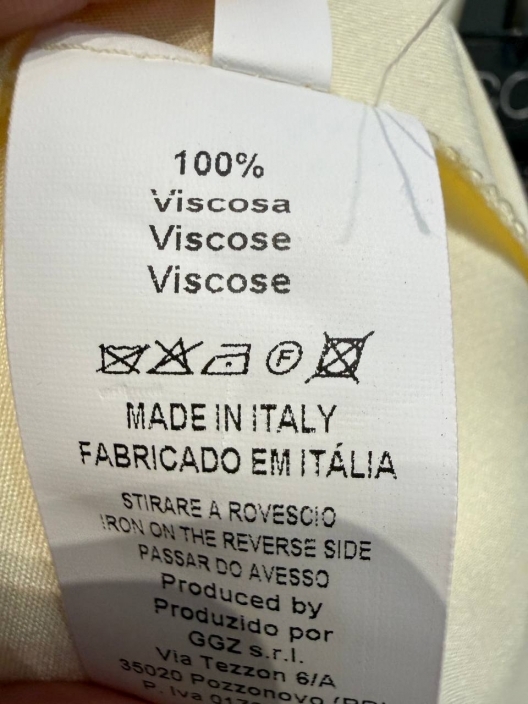 100%
Viscosa
Viscose
Viscose
F
MADE IN ITALY
FABRICADO EM ITÁLIA
STIRARE A ROVESCIO
IRON ON THE REVERSE SIDE
PASSAR DO AVESSO
Produced by
Produzido por
GGZ s.r.l.
Via Tezzon 6/A
35020 Pozzonovo
P. Iva